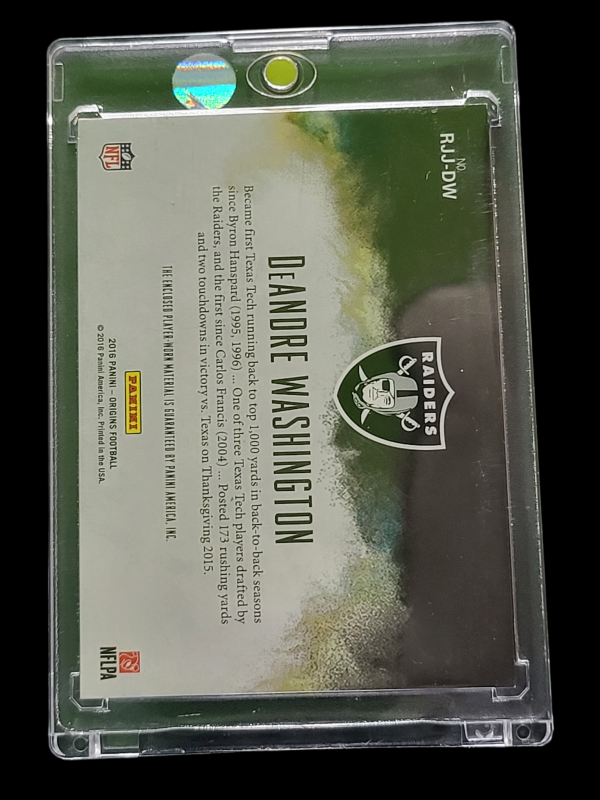 NO.
RJJ-DW
RAIDERS
DEANDRE WASHINGTON
Became first Texas Tech running back to top 1,000 yards in back-to-back seasons
since Byron Hanspard (1995, 1996) ... One of three Texas Tech players drafted by
the Raiders, and the first since Carlos Francis (2004) ... Posted 173 rushing yards
and two touchdowns in victory vs. Texas on Thanksgiving 2015.
THE ENCLOSED PLAYER-WORN MATERIAL IS GUARANTEED BY PANINI AMERICA, INC.
NFL
PANINI
2016 PANINI – ORIGINS FOOTBALL
© 2016 Panini America, Inc. Printed in the USA.
NFLPA